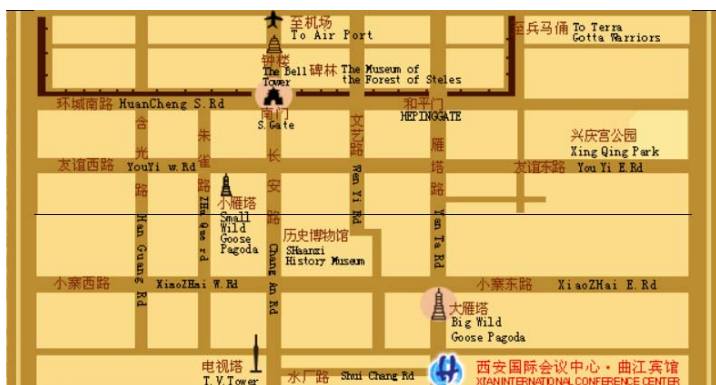 至机场
To Air Port
至兵马俑 To Terra
Gotta Warriors
钟楼
The Bell
Tower
碑林 The Museum of
the Forest of Steles
环城南路 HuanCheng S.Rd
南门
S.Gate
和平门
HEPINGGATE
兴庆宫公园
Xing Qing Park
友谊西路 YouYi w.Rd
友谊东路 You Yi E.Rd
含光路 Han Guang Rd
朱雀路 Zhu Que rd
长安路 Chang An Rd
文艺路 Wen Yi Rd
雁塔路 Yan Ta Rd
小雁塔
Small
Wild
Goose
Pagoda
历史博物馆
SHaanxi
History Museum
小寨西路 XiaoZHai W.Rd
小寨东路 XiaoZHai E.Rd
大雁塔
Big Wild
Goose Pagoda
电视塔
T.V.Tower
水厂路 Shui Chang Rd
西安国际会议中心·曲江宾馆
XIAN INTERNATIONAL CONFERENCE CENTER